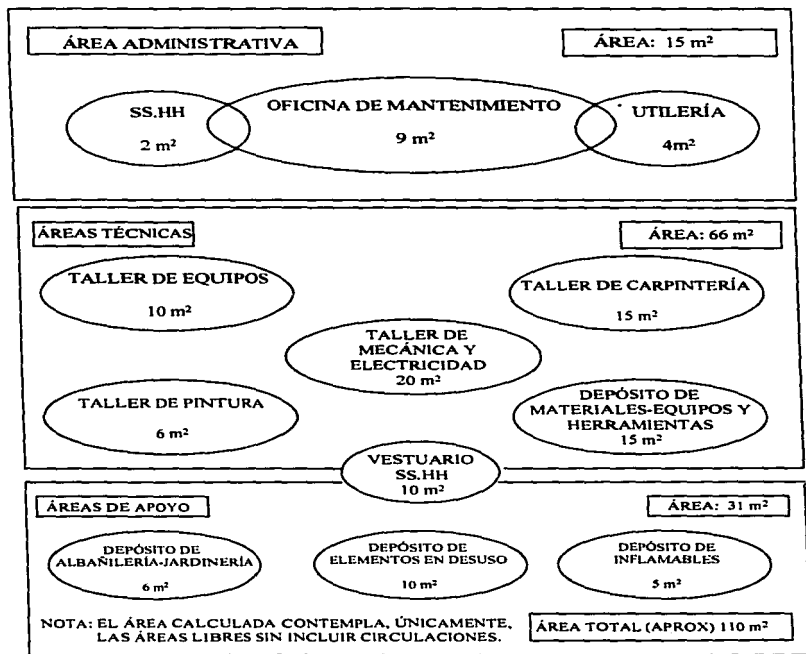 ÁREA ADMINISTRATIVA
ÁREA: 15 m²
SS.HH
2 m²
OFICINA DE MANTENIMIENTO
9 m²
UTILERÍA
4m²
ÁREAS TÉCNICAS
ÁREA: 66 m²
TALLER DE EQUIPOS
10 m²
TALLER DE CARPINTERÍA
15 m²
TALLER DE
MECÁNICA Y
ELECTRICIDAD
20 m²
TALLER DE PINTURA
6 m²
DEPÓSITO DE
MATERIALES-EQUIPOS Y
HERRAMIENTAS
15 m²
VESTUARIO
SS.HH
10 m²
ÁREAS DE APOYO
ÁREA: 31 m²
DEPÓSITO DE
ALBAÑILERÍA-JARDINERÍA
6 m²
DEPÓSITO DE
ELEMENTOS EN DESUSO
10 m²
DEPÓSITO DE
INFLAMABLES
5 m²
NOTA: EL ÁREA CALCULADA CONTEMPLA, ÚNICAMENTE,
LAS ÁREAS LIBRES SIN INCLUIR CIRCULACIONES.
ÁREA TOTAL (APROX) 110 m²